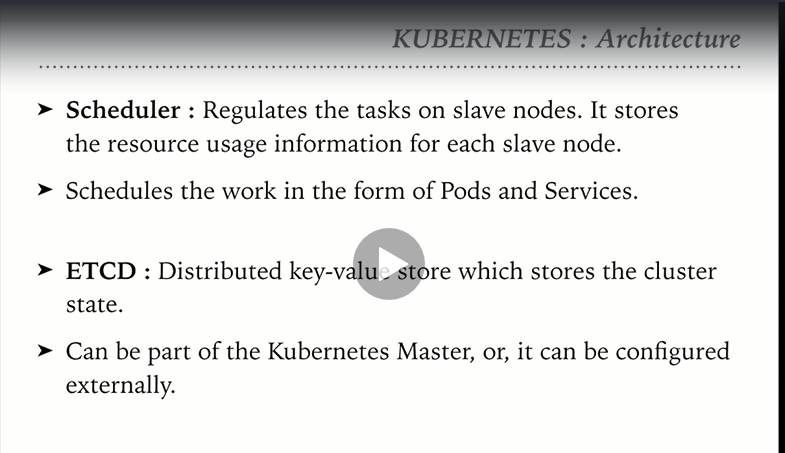 KUBERNETES : Architecture
➤ Scheduler : Regulates the tasks on slave nodes. It stores
the resource usage information for each slave node.
➤ Schedules the work in the form of Pods and Services.
➤ ETCD : Distributed key-value store which stores the cluster
state.
➤ Can be part of the Kubernetes Master, or, it can be configured
externally.